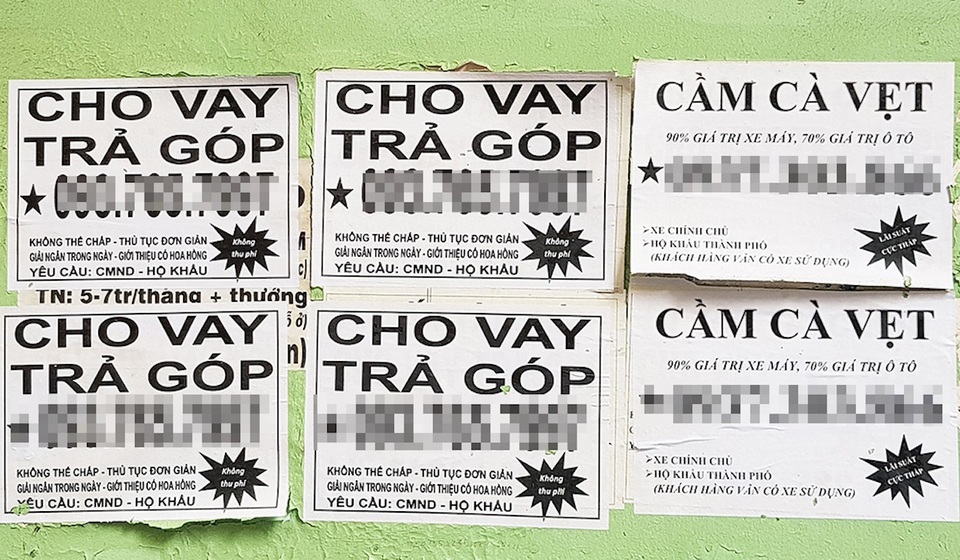 CHO VAY
TRẢ GÓP
KHÔNG THẾ CHẤP - THỦ TỤC ĐƠN GIẢN
GIẢI NGÂN TRONG NGÀY - GIỚI THIỆU CÓ HOA HỒNG
YÊU CẦU: CMND - HỘ KHẨU
Không
thu phí
CHO VAY
TRẢ GÓP
KHÔNG THẾ CHẤP - THỦ TỤC ĐƠN GIẢN
GIẢI NGÂN TRONG NGÀY - GIỚI THIỆU CÓ HOA HỒNG
YÊU CẦU: CMND - HỘ KHẨU
Không
thu phí
CẦM CÀ VẸT
90% GIÁ TRỊ XE MÁY, 70% GIÁ TRỊ Ô TÔ
XE CHÍNH CHỦ
HỘ KHẨU THÀNH PHỐ
(KHÁCH HÀNG VẪN CÓ XE SỬ DỤNG)
LÃI SUẤT
CỰC THẤP
TN: 5-7tr/tháng + thưởng
CHO VAY
TRẢ GÓP
KHÔNG THẾ CHẤP - THỦ TỤC ĐƠN GIẢN
GIẢI NGÂN TRONG NGÀY - GIỚI THIỆU CÓ HOA HỒNG
YÊU CẦU: CMND - HỘ KHẨU
Không
thu phí
CHO VAY
TRẢ GÓP
KHÔNG THẾ CHẤP - THỦ TỤC ĐƠN GIẢN
GIẢI NGÂN TRONG NGÀY - GIỚI THIỆU CÓ HOA HỒNG
YÊU CẦU: CMND - HỘ KHẨU
Không
thu phí
CẦM CÀ VẸT
90% GIÁ TRỊ XE MÁY, 70% GIÁ TRỊ Ô TÔ
XE CHÍNH CHỦ
HỘ KHẨU THÀNH PHỐ
(KHÁCH HÀNG VẪN CÓ XE SỬ DỤNG)
LÃI SUẤT
CỰC THẤP